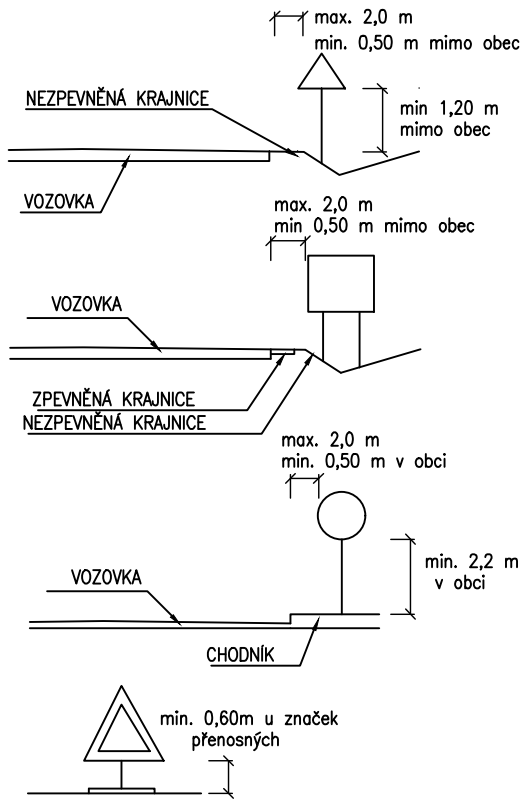 max. 2,0 m
min. 0,50 m mimo obec
NEZPEVNĚNÁ KRAJNICE
min 1,20 m
mimo obec
VOZOVKA
max. 2,0 m
min 0,50 m mimo obec
VOZOVKA
ZPEVNĚNÁ KRAJNICE
NEZPEVNĚNÁ KRAJNICE
max. 2,0 m
min. 0,50 m v obci
min. 2,2 m
v obci
VOZOVKA
CHODNÍK
min. 0,60m u značek
přenosných